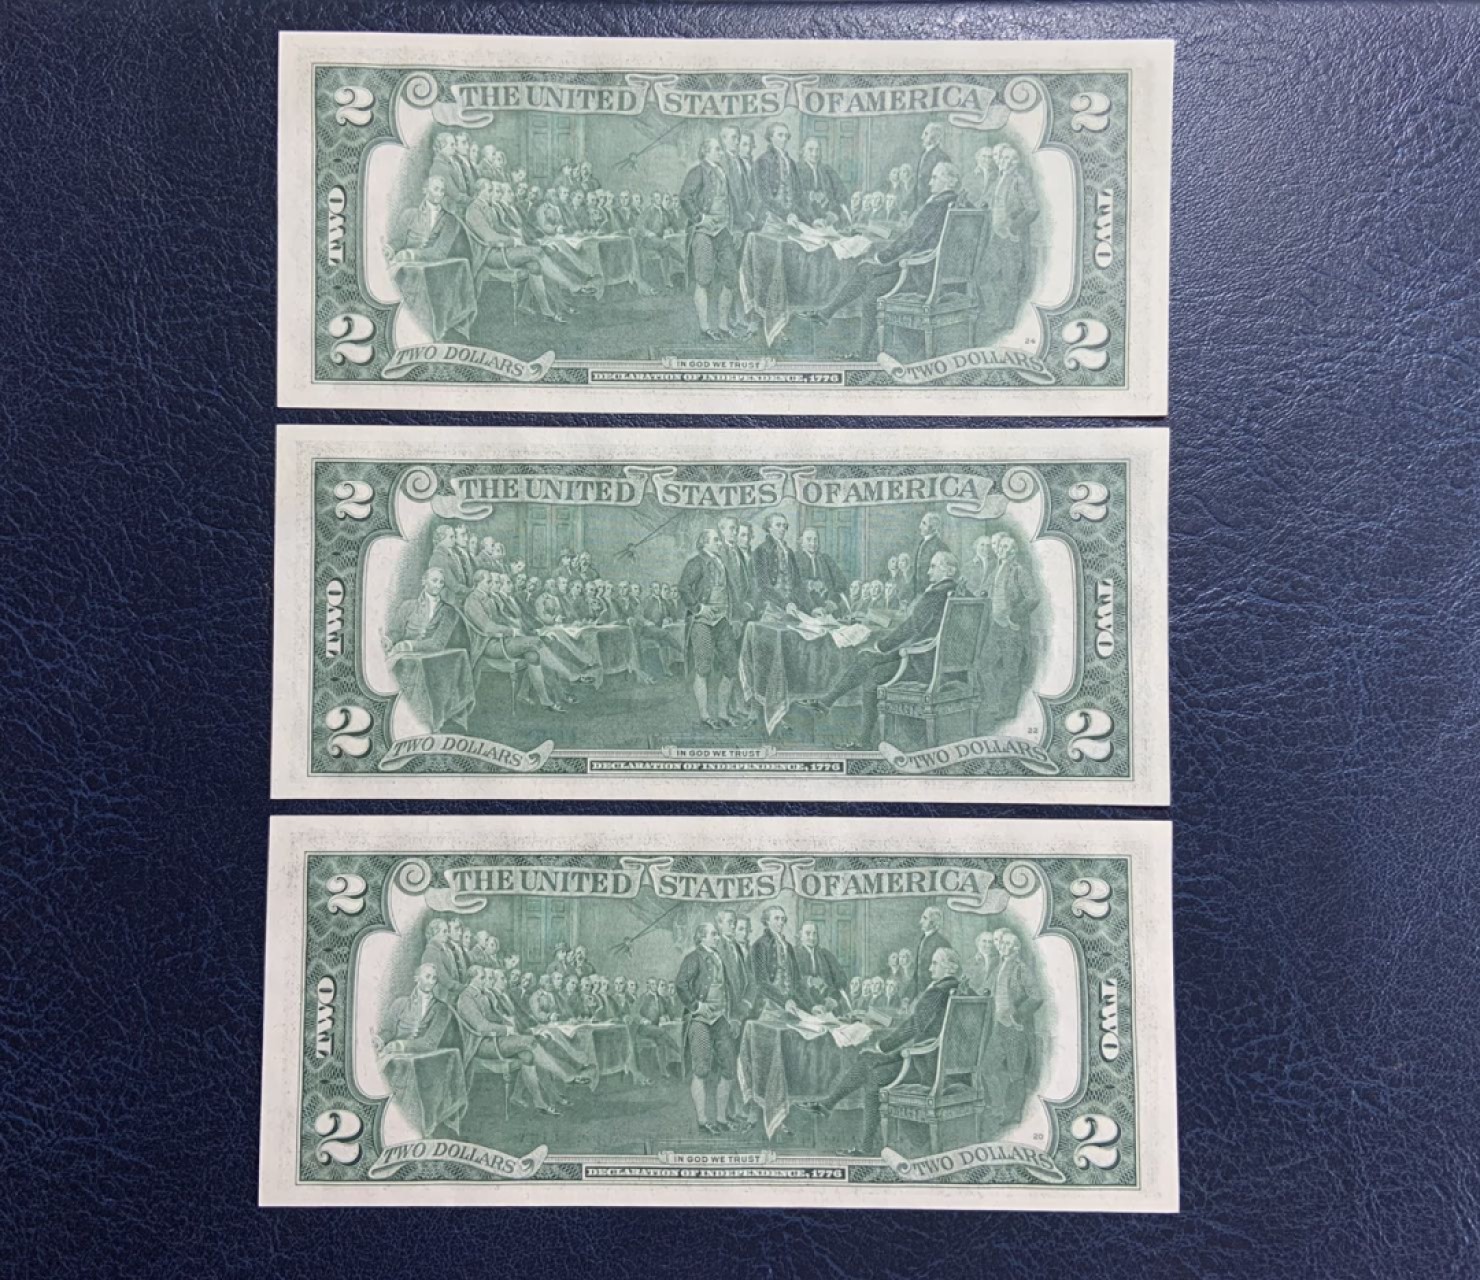 2 THE UNITED STATES OF AMERICA 2
TWO TWO
24
2 TWO DOLLARS IN GOD WE TRUST TWO DOLLARS 2
DECLARATION OF INDEPENDENCE, 1776
2 THE UNITED STATES OF AMERICA 2
TWO TWO
22
2 TWO DOLLARS IN GOD WE TRUST TWO DOLLARS 2
DECLARATION OF INDEPENDENCE, 1776
2 THE UNITED STATES OF AMERICA 2
TWO TWO
20
2 TWO DOLLARS IN GOD WE TRUST TWO DOLLARS 2
DECLARATION OF INDEPENDENCE, 1776